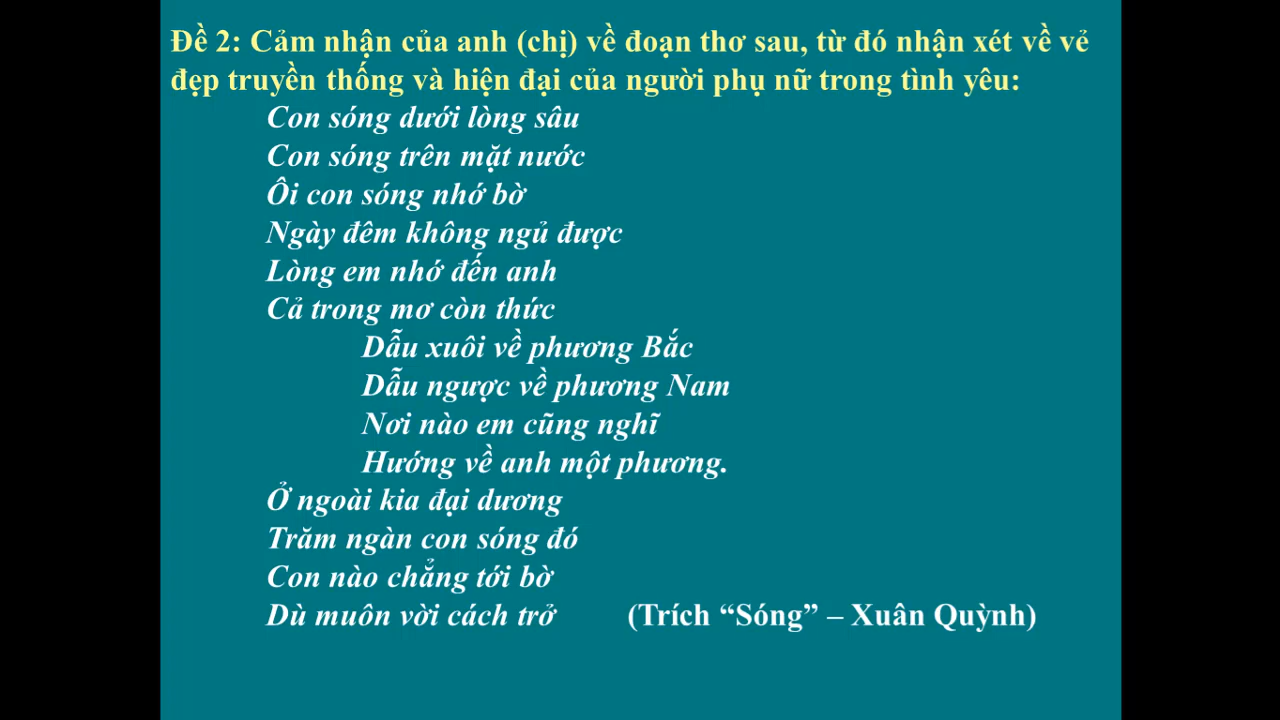 Đề 2: Cảm nhận của anh (chị) về đoạn thơ sau, từ đó nhận xét về vẻ
đẹp truyền thống và hiện đại của người phụ nữ trong tình yêu:
Con sóng dưới lòng sâu
Con sóng trên mặt nước
Ôi con sóng nhớ bờ
Ngày đêm không ngủ được
Lòng em nhớ đến anh
Cả trong mơ còn thức
Dẫu xuôi về phương Bắc
Dẫu ngược về phương Nam
Nơi nào em cũng nghĩ
Hướng về anh một phương.
Ở ngoài kia đại dương
Trăm ngàn con sóng đó
Con nào chẳng tới bờ
Dù muôn vời cách trở (Trích “Sóng” – Xuân Quỳnh)